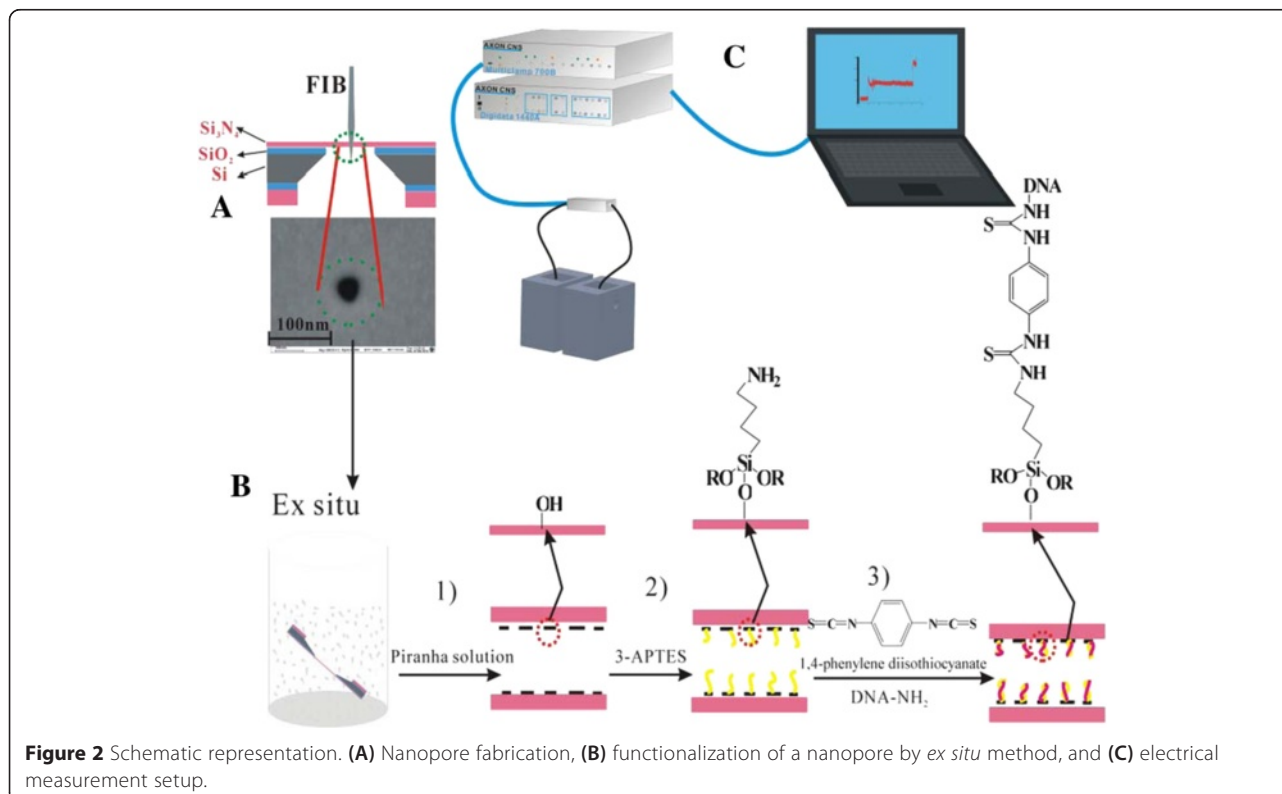 FIB
Si₃N₄
SiO₂
Si
A
100nm
AXON CNS
Multiclamp 700B
AXON CNS
Digidata 1440A
C
B
Ex situ
1)
Piranha solution
OH
2)
3-APTES
NH₂
Si
RO OR
O
3)
S=C=N N=C=S
1,4-phenylene diisothiocyanate
DNA-NH₂
DNA
NH
S
NH
NH
S
NH
Si
RO OR
O
Figure 2 Schematic representation. (A) Nanopore fabrication, (B) functionalization of a nanopore by ex situ method, and (C) electrical
measurement setup.